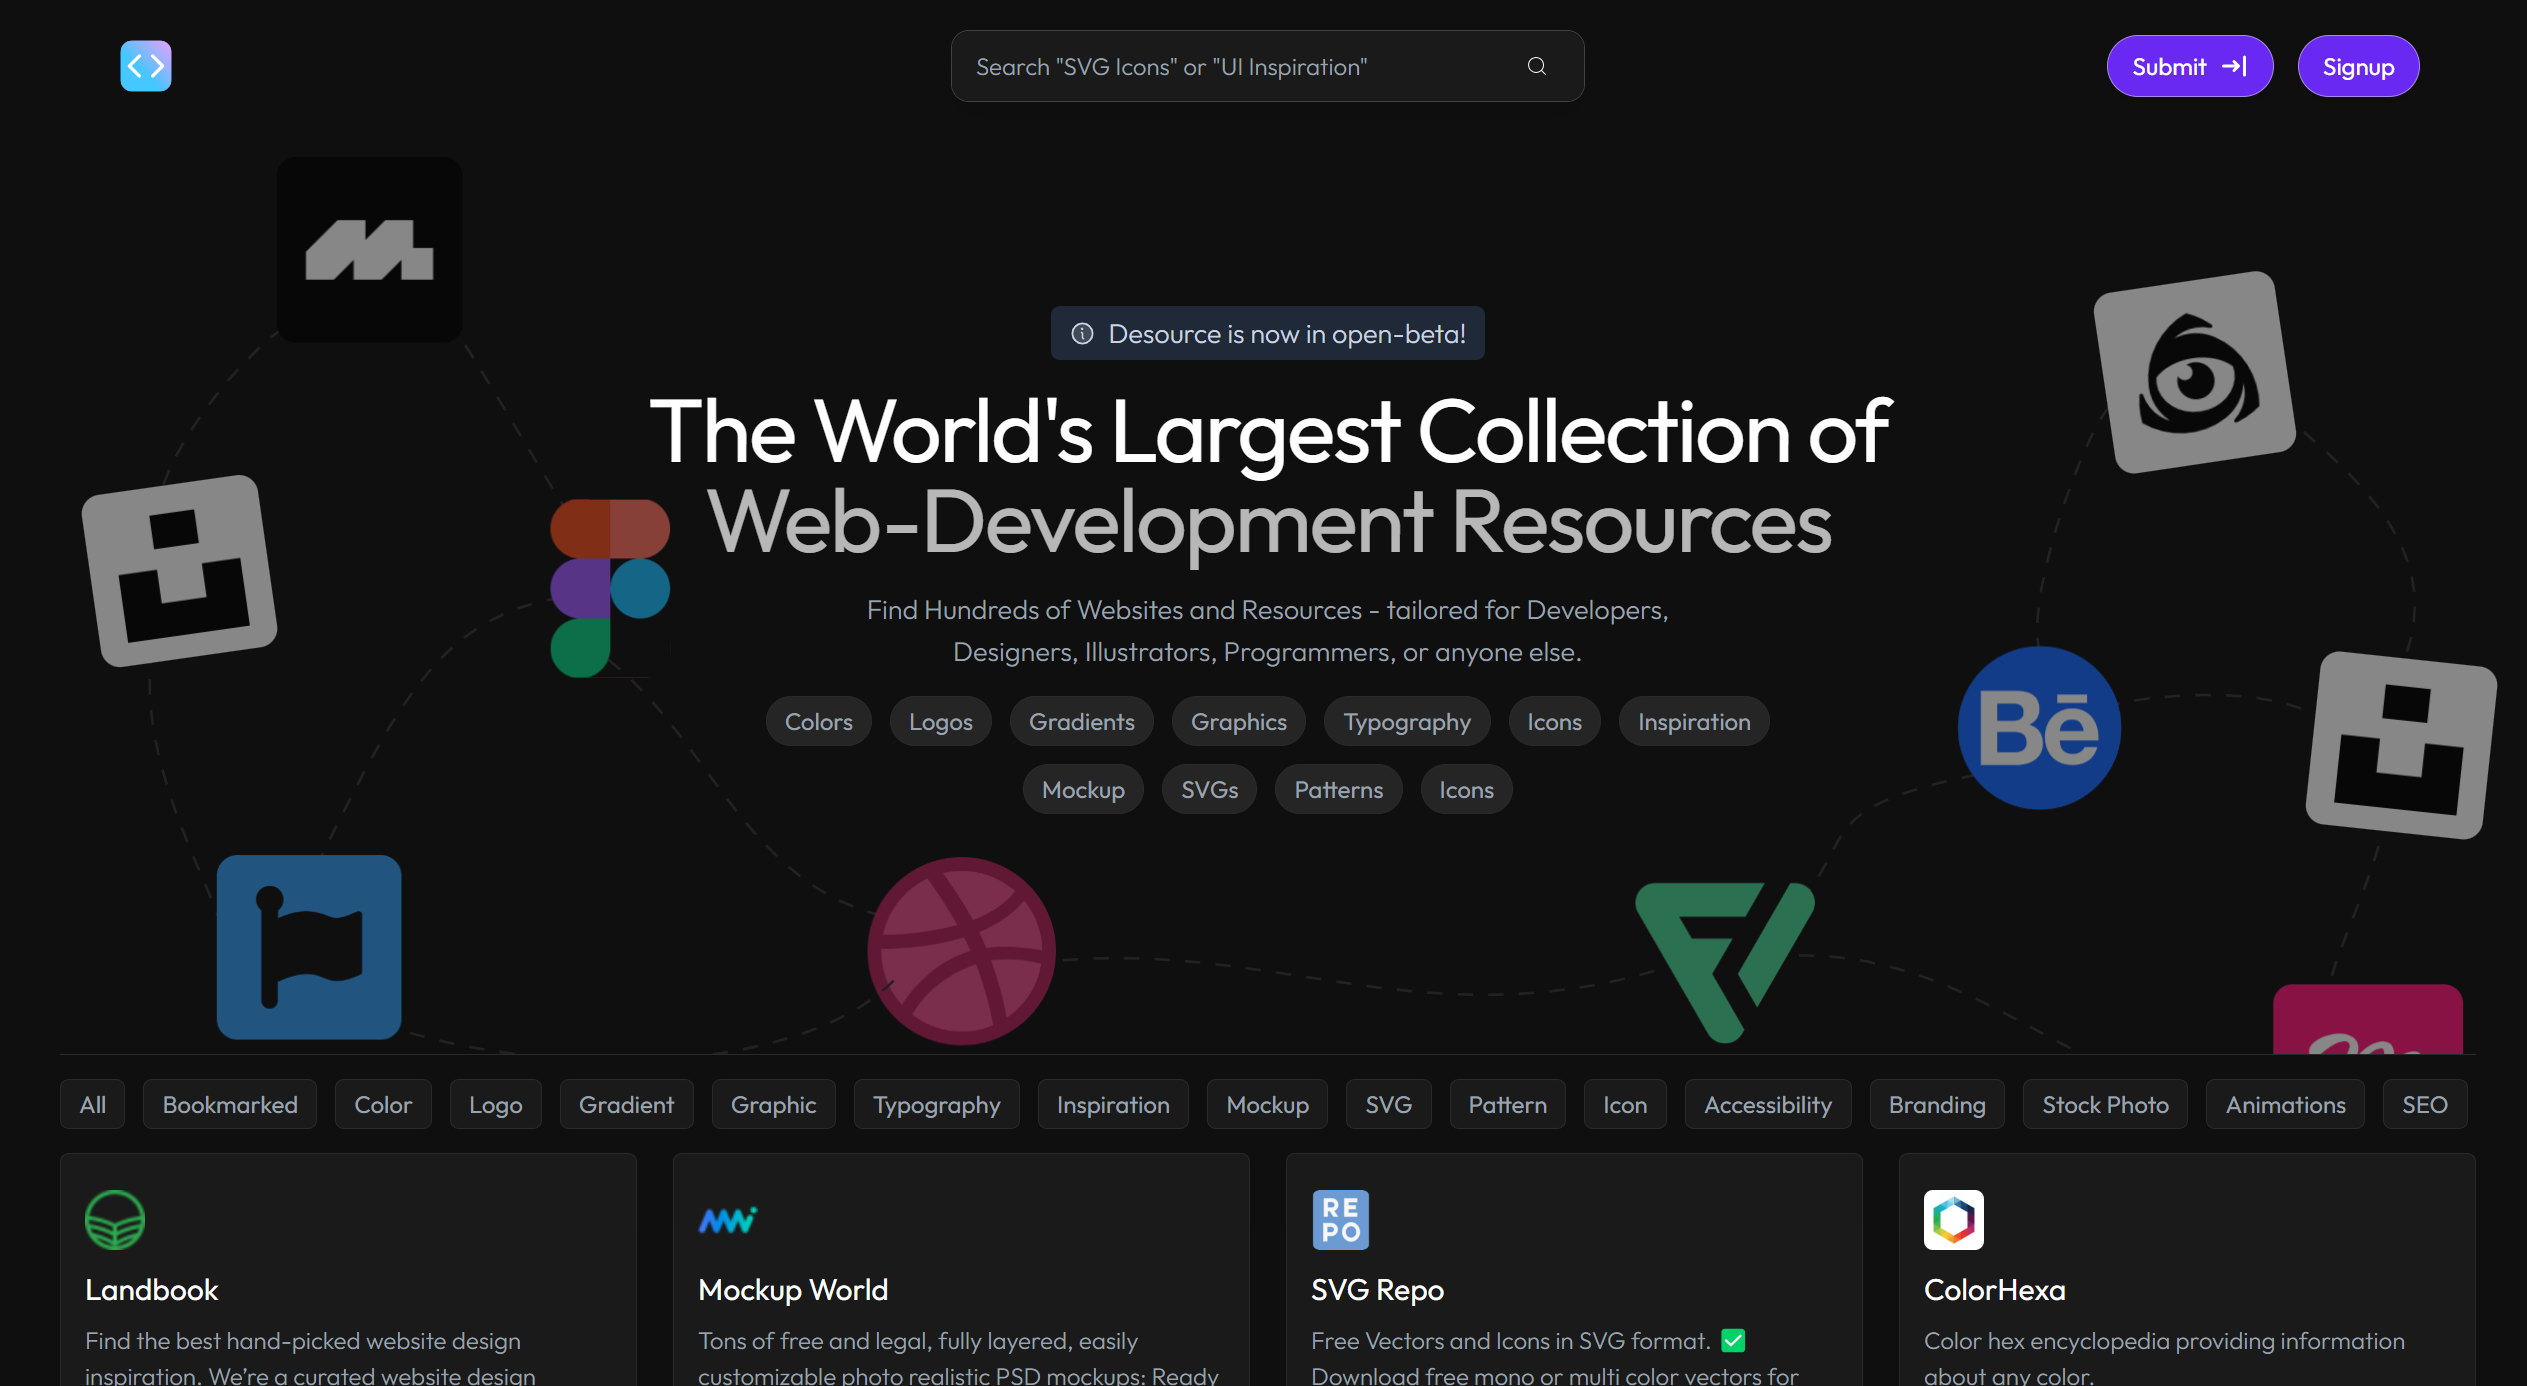 Search "SVG Icons" or "UI Inspiration"
Submit
Signup
Desource is now in open-beta!
The World's Largest Collection of
Web-Development Resources
Find Hundreds of Websites and Resources - tailored for Developers,
Designers, Illustrators, Programmers, or anyone else.
Colors Logos Gradients Graphics Typography Icons Inspiration
Mockup SVGs Patterns Icons
Bē
All Bookmarked Color Logo Gradient Graphic Typography Inspiration Mockup SVG Pattern Icon Accessibility Branding Stock Photo Animations SEO
RE
PO
Landbook
Find the best hand-picked website design
inspiration. We’re a curated website design
Mockup World
Tons of free and legal, fully layered, easily
customizable photo realistic PSD mockups: Ready
SVG Repo
Free Vectors and Icons in SVG format. ✅
Download free mono or multi color vectors for
ColorHexa
Color hex encyclopedia providing information
about any color.